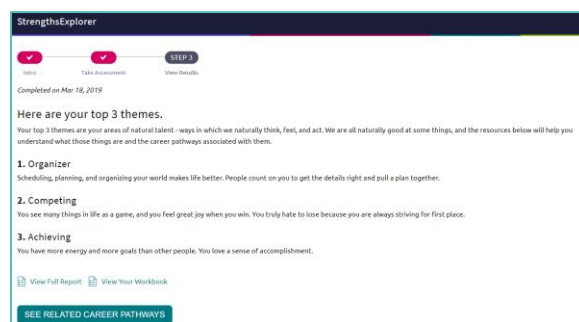 StrengthsExplorer
STEP 3
Intro Take Assessment View Results
Completed on Mar 18, 2019
Here are your top 3 themes.
Your top 3 themes are your areas of natural talent - ways in which we naturally think, feel, and act. We are all naturally good at some things, and the resources below will help you
understand what those things are and the career pathways associated with them.
1. Organizer
Scheduling, planning, and organizing your world makes life better. People count on you to get the details right and pull a plan together.
2. Competing
You see many things in life as a game, and you feel great joy when you win. You truly hate to lose because you are always striving for first place.
3. Achieving
You have more energy and more goals than other people. You love a sense of accomplishment.
View Full Report View Your Workbook
SEE RELATED CAREER PATHWAYS